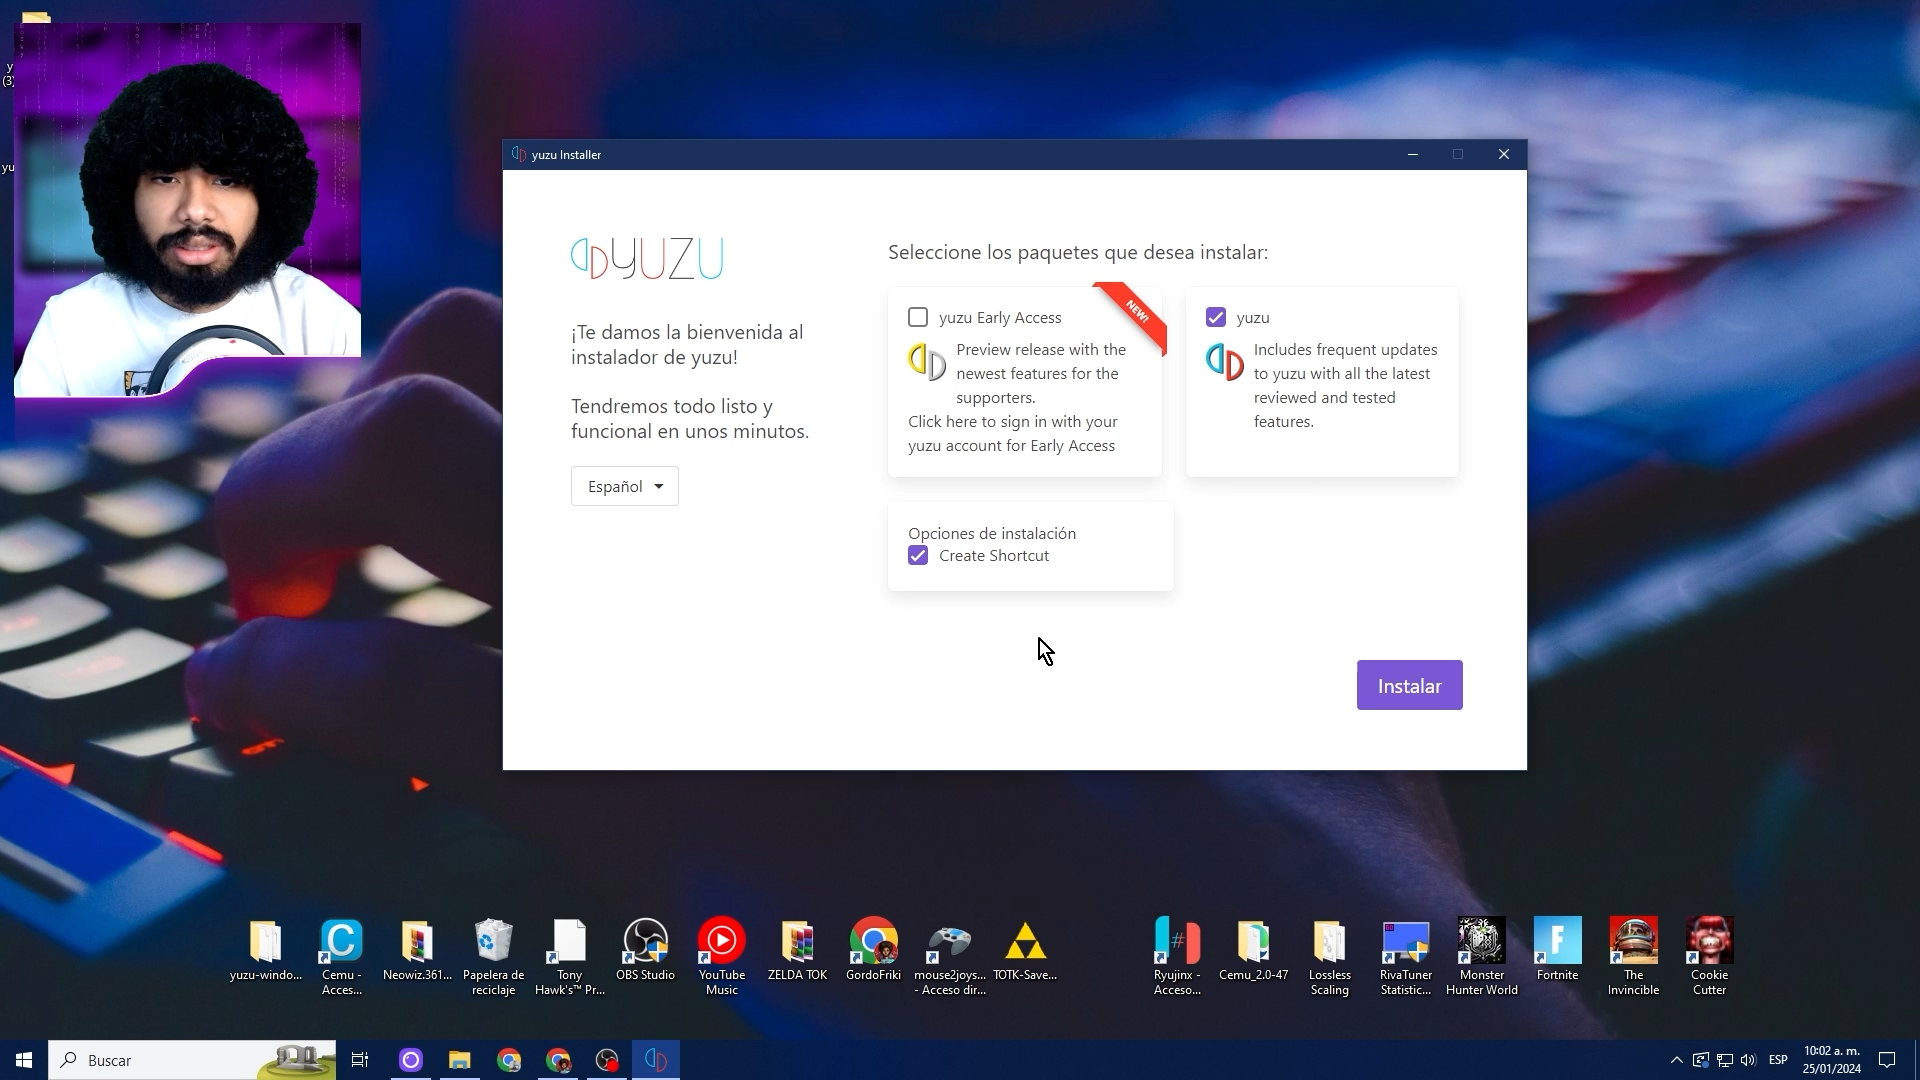 y
(3)
yu
yuzu Installer
YUZU
¡Te damos la bienvenida al
instalador de yuzu!
Tendremos todo listo y
funcional en unos minutos.
Español
Seleccione los paquetes que desea instalar:
yuzu Early Access
NEW!
Preview release with the
newest features for the
supporters.
Click here to sign in with your
yuzu account for Early Access
yuzu
Includes frequent updates
to yuzu with all the latest
reviewed and tested
features.
Opciones de instalación
Create Shortcut
Instalar
yuzu-windo...
Cemu -
Acces...
Neowiz.361...
Papelera de
reciclaje
Tony
Hawk's™ Pr...
OBS Studio
YouTube
Music
ZELDA TOK
GordoFriki
mouse2joys...
- Acceso dir...
TOTK-Save...
Ryujinx -
Acceso...
Cemu_2.0-47
Lossless
Scaling
RivaTuner
Statistic...
Monster
Hunter World
Fortnite
The
Invincible
Cookie
Cutter
Buscar
ESP
10:02 a. m.
25/01/2024